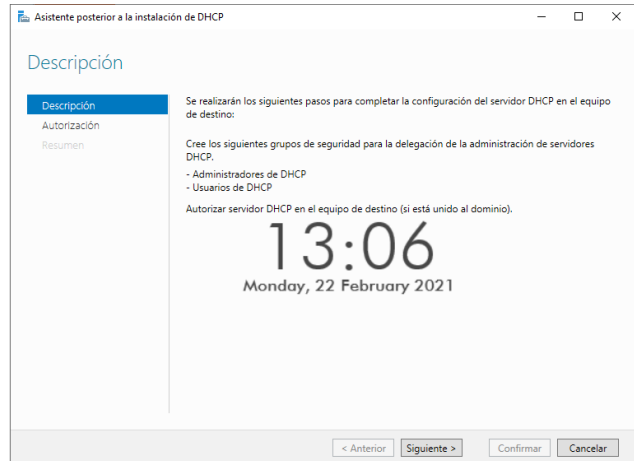 Asistente posterior a la instalación de DHCP
Descripción
Descripción
Autorización
Resumen
Se realizarán los siguientes pasos para completar la configuración del servidor DHCP en el equipo
de destino:
Cree los siguientes grupos de seguridad para la delegación de la administración de servidores
DHCP.
- Administradores de DHCP
- Usuarios de DHCP
Autorizar servidor DHCP en el equipo de destino (si está unido al dominio).
13:06
Monday, 22 February 2021
< Anterior
Siguiente >
Confirmar
Cancelar